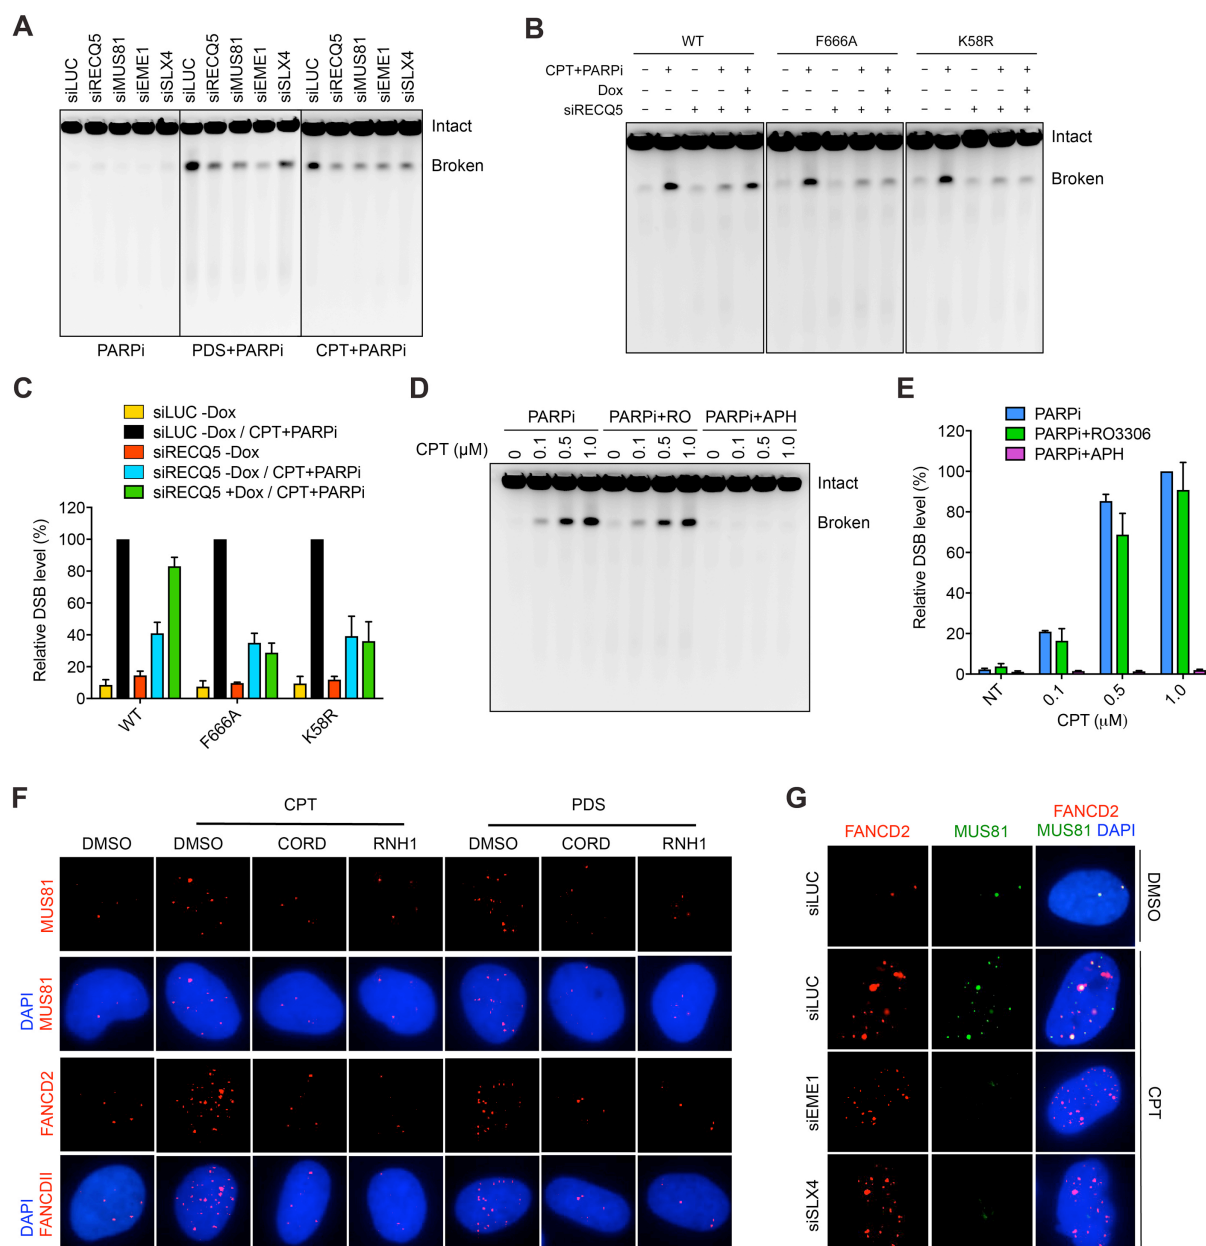 A
siLUC siRECQ5 siMUS81 siEME1 siSLX4 siLUC siRECQ5 siMUS81 siEME1 siSLX4 siLUC siRECQ5 siMUS81 siEME1 siSLX4
Intact
Broken
PARPi PDS+PARPi CPT+PARPi
B
WT F666A K58R
CPT+PARPi − + − + + − + − + + − + − + +
Dox − − − − + − − − − + − − − − +
siRECQ5 − − + + + − − + + + − − + + +
Intact
Broken
C
siLUC -Dox
siLUC -Dox / CPT+PARPi
siRECQ5 -Dox
siRECQ5 -Dox / CPT+PARPi
siRECQ5 +Dox / CPT+PARPi
Relative DSB level (%)
120
100
80
60
40
20
0
WT F666A K58R
D
PARPi PARPi+RO PARPi+APH
CPT (µM) 0 0.1 0.5 1.0 0 0.1 0.5 1.0 0 0.1 0.5 1.0
Intact
Broken
E
PARPi
PARPi+RO3306
PARPi+APH
Relative DSB level (%)
120
100
80
60
40
20
0
NT 0.1 0.5 1.0
CPT (µM)
F
CPT PDS
DMSO DMSO CORD RNH1 DMSO CORD RNH1
MUS81
DAPI
MUS81
FANCD2
DAPI
FANCDII
G
FANCD2
FANCD2 MUS81 MUS81 DAPI
siLUC
DMSO
siLUC
siEME1
siSLX4
CPT